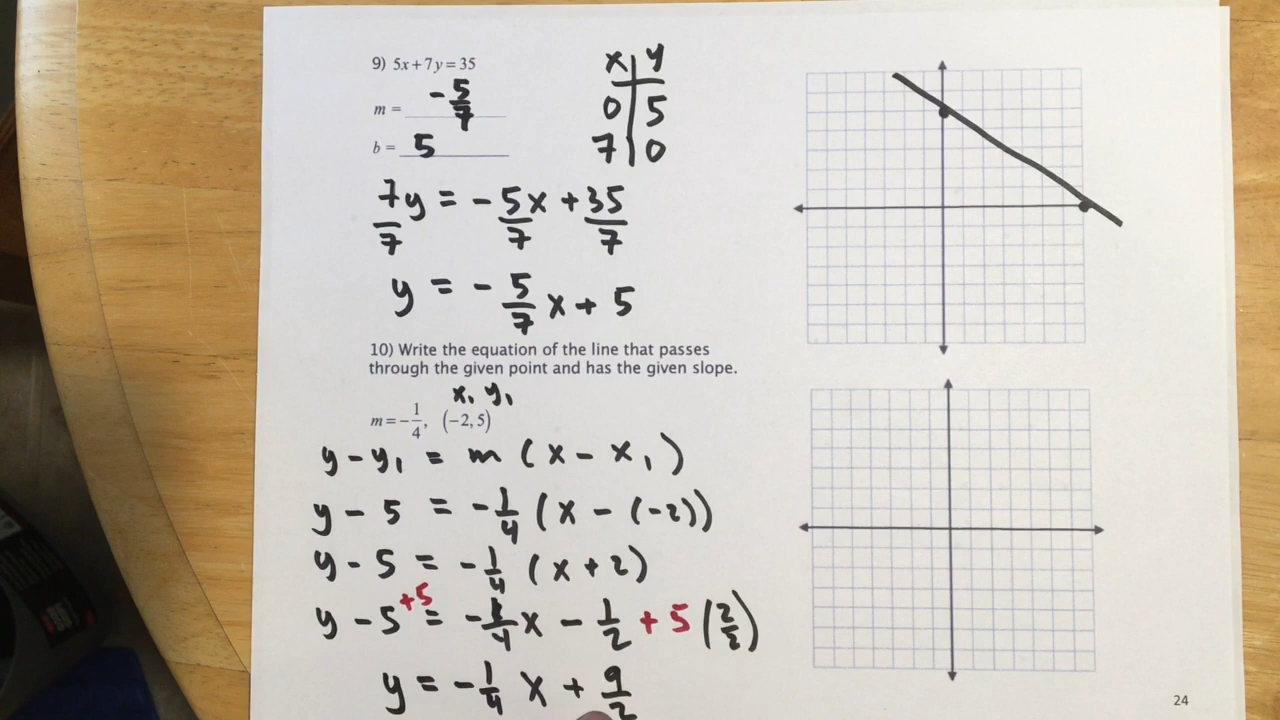 9) 5x+7y=35
m = -5/7
b = 5
x | y
0 | 5
7 | 0
7y/7 = -5x/7 + 35/7
y = -5/7 x + 5
10) Write the equation of the line that passes
through the given point and has the given slope.
x₁ y₁
m=-1/4, (-2,5)
y - y₁ = m (x - x₁)
y - 5 = -1/4 (x - (-2))
y - 5 = -1/4 (x + 2)
y - 5 +5 = -1/4 x - 1/2 + 5 (2/2)
y = -1/4 x + 9/2
24